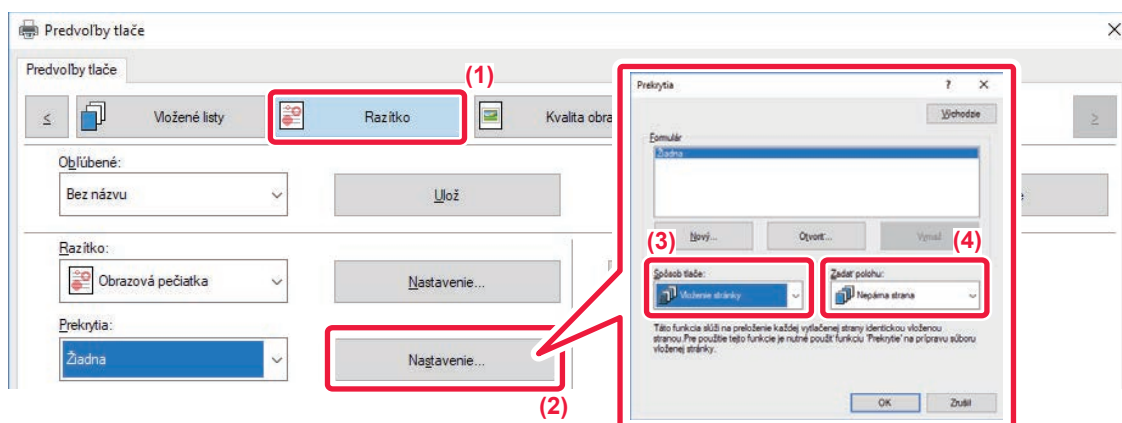 Predvoľby tlače
Predvoľby tlače
(1)
Vložené listy
Razítko
Kvalita obra
Obľúbené:
Bez názvu
Ulož
Razítko:
Obrazová pečiatka
Nastavenie...
Prekrytia:
Žiadna
Nastavenie...
(2)
Prekrytia
Východzie
Formulár
Žiadna
Nový...
Otvoriť...
Vymaž
(3)
(4)
Spôsob tlače:
Vloženie stránky
Zadať polohu:
Nepárna strana
Táto funkcia slúži na preloženie každej vytlačenej strany identickou vloženou
stranou.Pre použitie tejto funkcie je nutné použiť funkciu 'Prekrytie' na prípravu súboru
vloženej stránky.
OK
Zrušiť